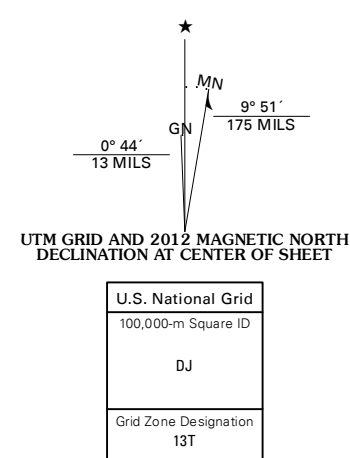 ★
MN
9° 51´
175 MILS
GN
0° 44´
13 MILS
UTM GRID AND 2012 MAGNETIC NORTH
DECLINATION AT CENTER OF SHEET
U.S. National Grid
100,000-m Square ID
DJ
Grid Zone Designation
13T